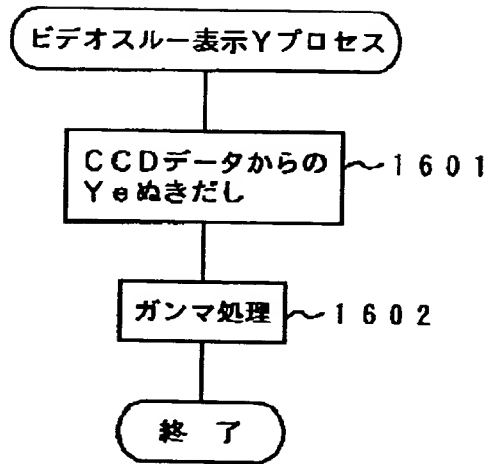 ビデオスルー表示Yプロセス
CCDデータからの
Yeぬきだし
1601
ガンマ処理
1602
終 了